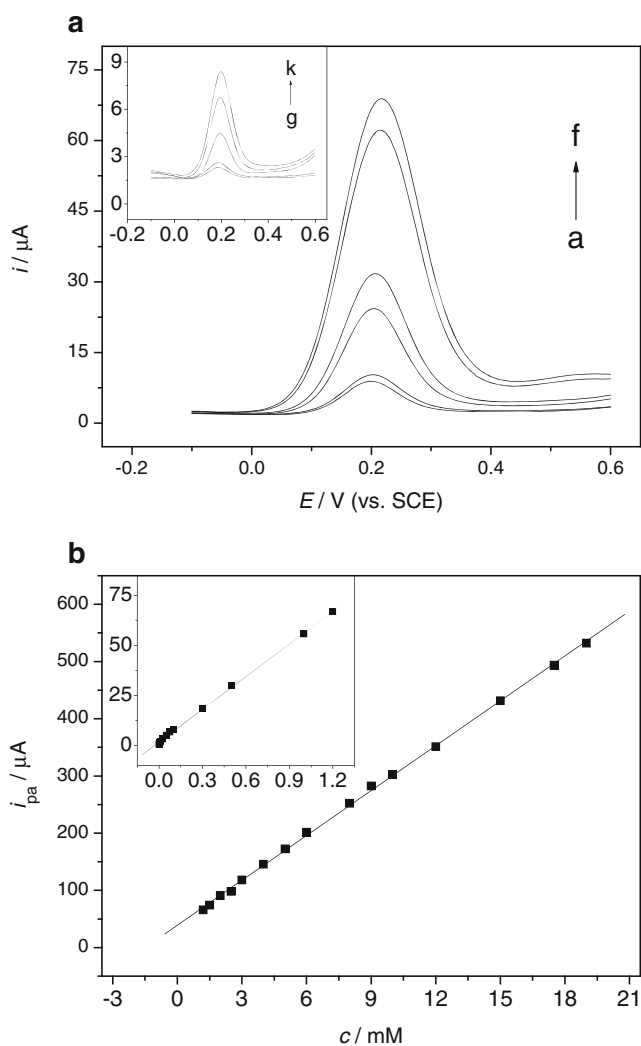 a
75
60
45
30
15
0
i / μA
9
6
3
0
-0.2 0.0 0.2 0.4 0.6
k
g
f
a
-0.2 0.0 0.2 0.4 0.6
E / V (vs. SCE)
b
600
500
400
300
200
100
0
i pa / μA
75
50
25
0
0.0 0.3 0.6 0.9 1.2
-3 0 3 6 9 12 15 18 21
c / mM